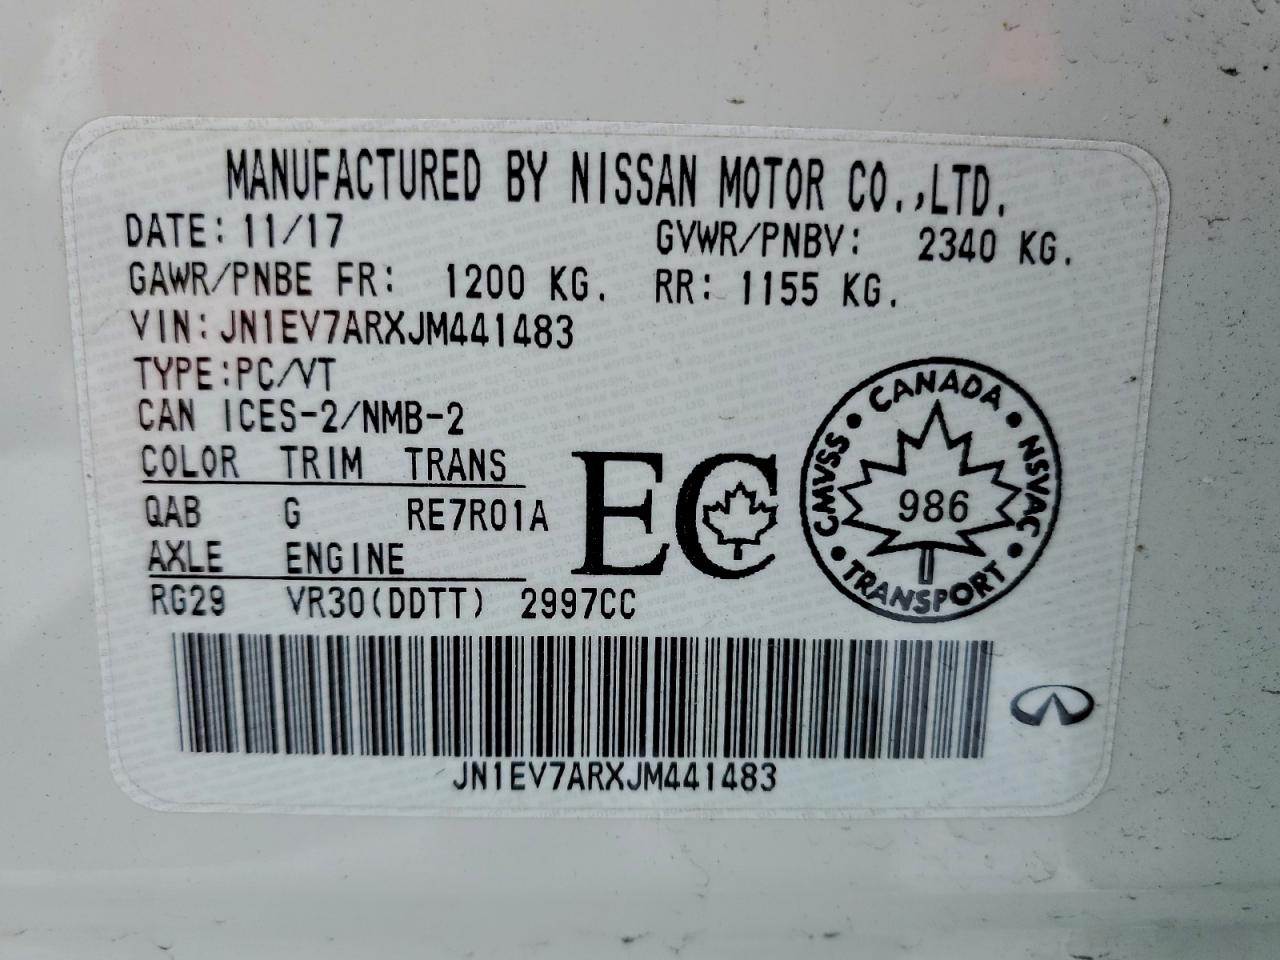 MANUFACTURED BY NISSAN MOTOR CO.,LTD.
DATE: 11/17 GVWR/PNBV: 2340 KG.
GAWR/PNBE FR: 1200 KG. RR: 1155 KG.
VIN: JN1EV7ARXJM441483
TYPE:PC/VT
CAN ICES-2/NMB-2
COLOR TRIM TRANS
QAB G RE7R01A
AXLE ENGINE
RG29 VR30(DDTT) 2997CC
EC
CANADA
CMVSS
NSVAC
986
TRANSPORT
JN1EV7ARXJM441483